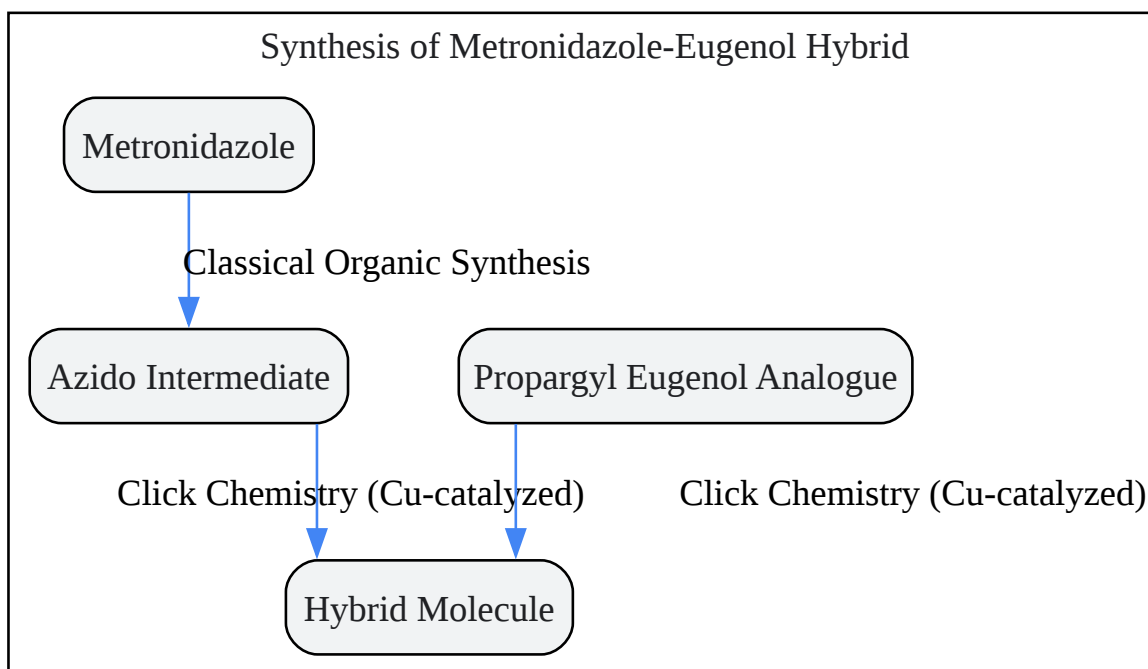 Synthesis of Metronidazole-Eugenol Hybrid
Metronidazole
Classical Organic Synthesis
Azido Intermediate
Propargyl Eugenol Analogue
Click Chemistry (Cu-catalyzed)
Click Chemistry (Cu-catalyzed)
Hybrid Molecule